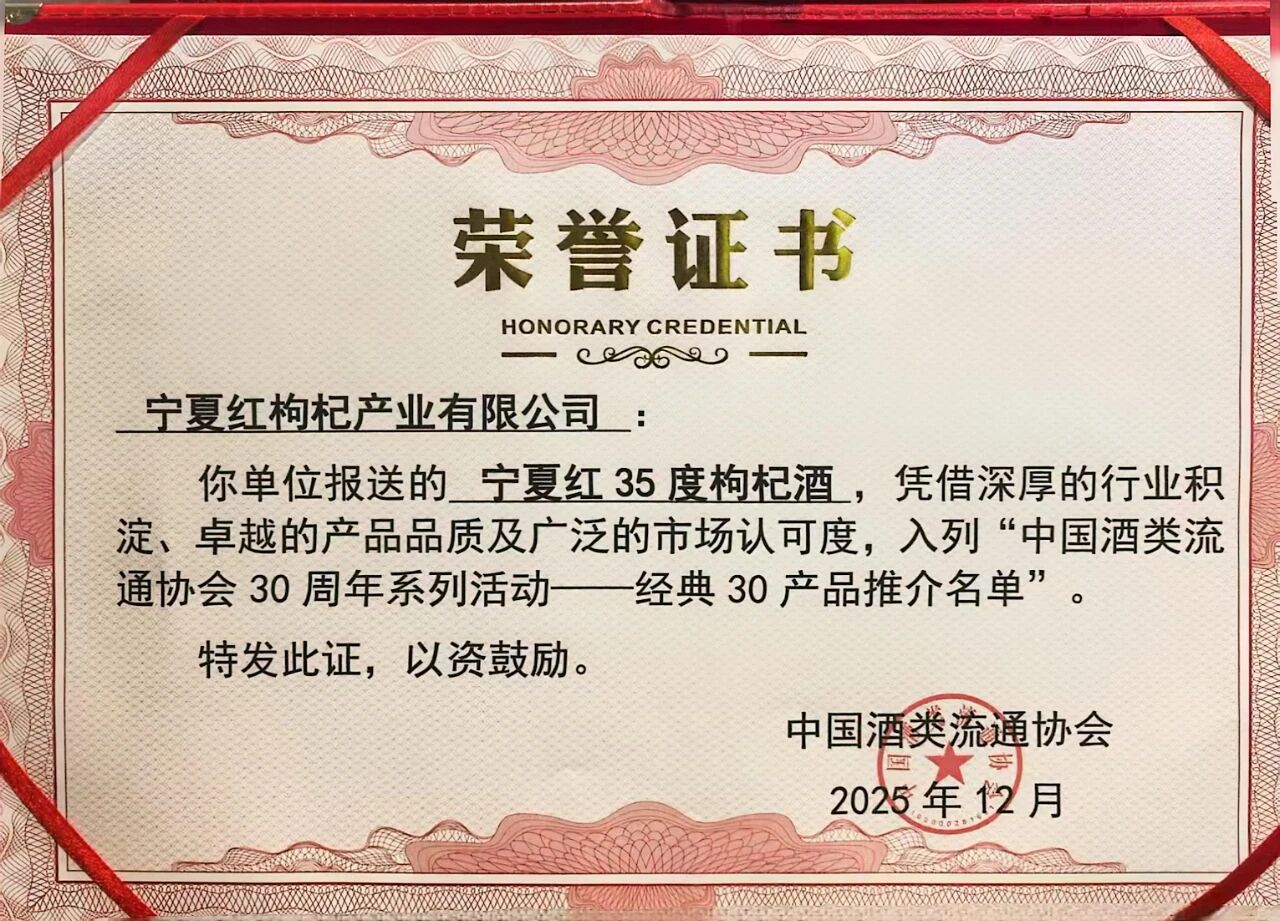 荣誉证书
HONORARY CREDENTIAL
宁夏红枸杞产业有限公司：
你单位报送的 宁夏红 35 度枸杞酒，凭借深厚的行业积
淀、卓越的产品品质及广泛的市场认可度，入列“中国酒类流
通协会 30 周年系列活动——经典 30 产品推介名单”。
特发此证，以资鼓励。
中国酒类流通协会
2025 年 12 月